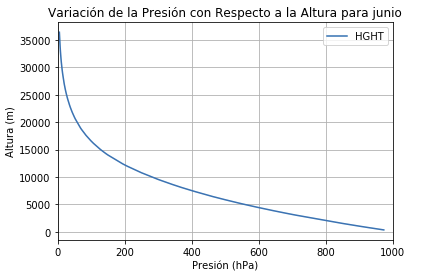 Variación de la Presión con Respecto a la Altura para junio
HGHT
35000
30000
25000
20000
15000
10000
5000
0
Altura (m)
0 200 400 600 800 1000
Presión (hPa)